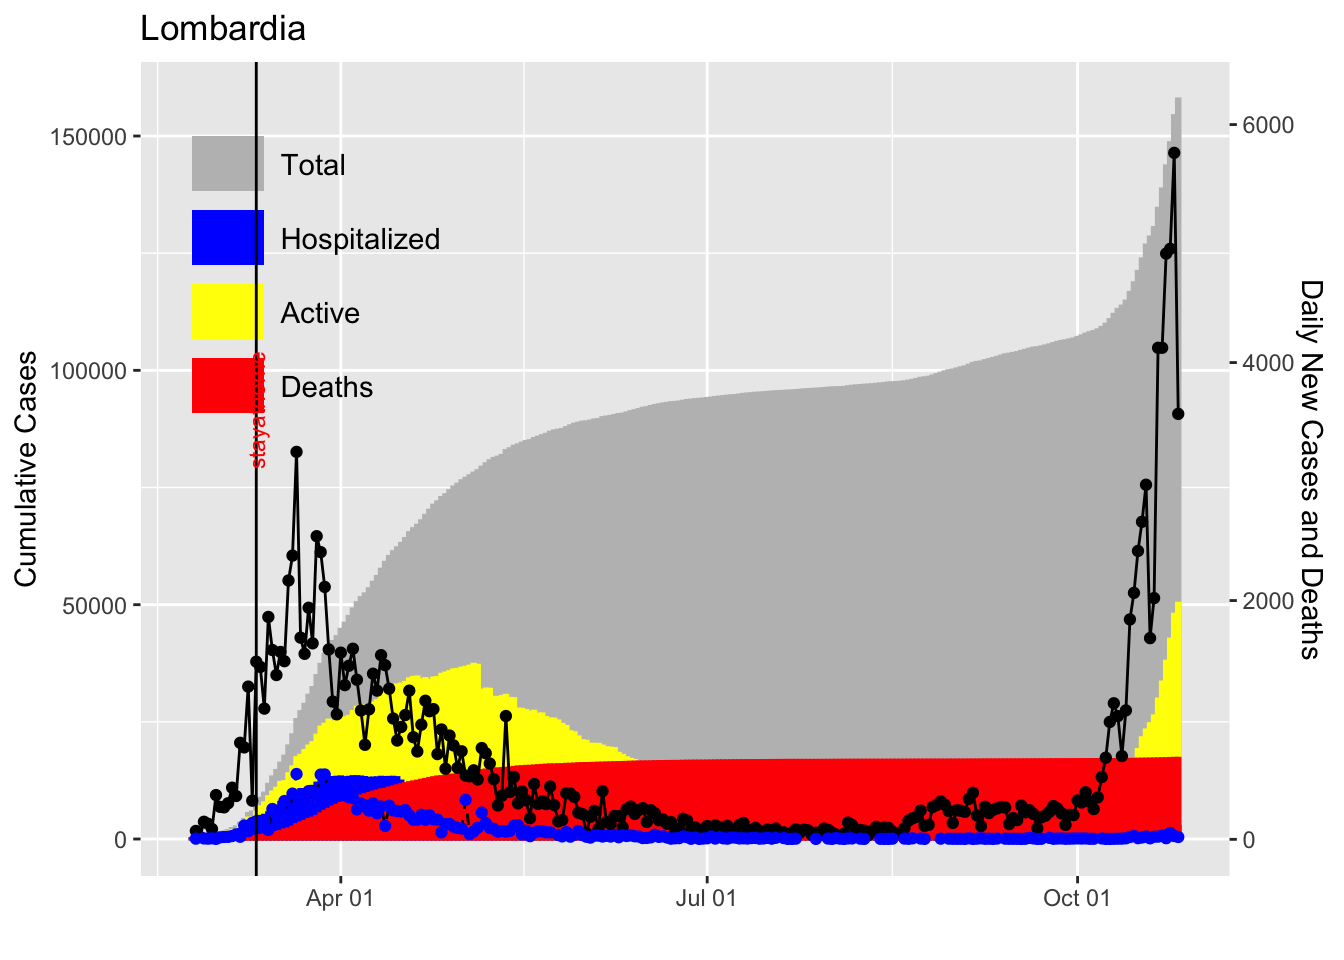 Lombardia
150000
100000
50000
0
Cumulative Cases
Total
Hospitalized
Active
Deaths
stayathome
6000
4000
2000
0
Daily New Cases and Deaths
Apr 01
Jul 01
Oct 01